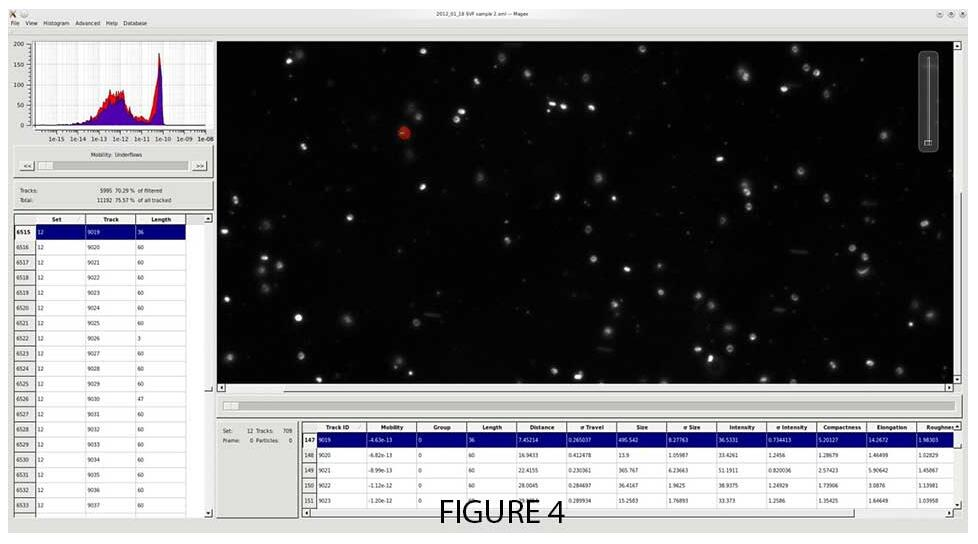 2012_01_18 SVF sample 2.xml — Magex
File View Histogram Advanced Help Database
200
150
100
50
0
1e-15 1e-14 1e-13 1e-12 1e-11 1e-10 1e-09 1e-08
Mobility: Underflows
<< >>
Tracks: 5995 70.29 % of filtered
Total: 11192 75.57 % of all tracked
Set Track Length
6515 12 9019 36
6516 12 9020 60
6517 12 9021 60
6518 12 9022 60
6519 12 9023 60
6520 12 9024 60
6521 12 9025 60
6522 12 9026 3
6523 12 9027 60
6524 12 9028 60
6525 12 9029 60
6526 12 9030 47
6527 12 9031 60
6528 12 9032 60
6529 12 9033 60
6530 12 9034 60
6531 12 9035 60
6532 12 9036 60
6533 12 9037 60
Set: 12 Tracks: 709
Frame: 0 Particles: 0
Track ID Mobility Group Length Distance σ Travel Size σ Size Intensity σ Intensity Compactness Elongation Roughnes
147 9019 -4.63e-13 0 36 7.45214 0.265037 495.542 8.27763 36.5331 0.734413 5.20127 14.2672 1.98303
148 9020 -6.82e-13 0 60 16.9433 0.412478 13.9 1.05987 33.4261 1.2456 1.28679 1.46499 1.02829
149 9021 -8.99e-13 0 60 22.4155 0.230361 365.767 6.23663 51.1911 0.820036 2.57423 5.90642 1.45867
150 9022 -1.12e-12 0 60 28.0045 0.284697 36.4167 1.9625 38.9375 1.24929 1.73906 3.0876 1.13981
151 9023 -1.20e-12 0 60 0.289934 15.2583 1.76893 33.373 1.2586 1.35425 1.64649 1.03958
FIGURE 4